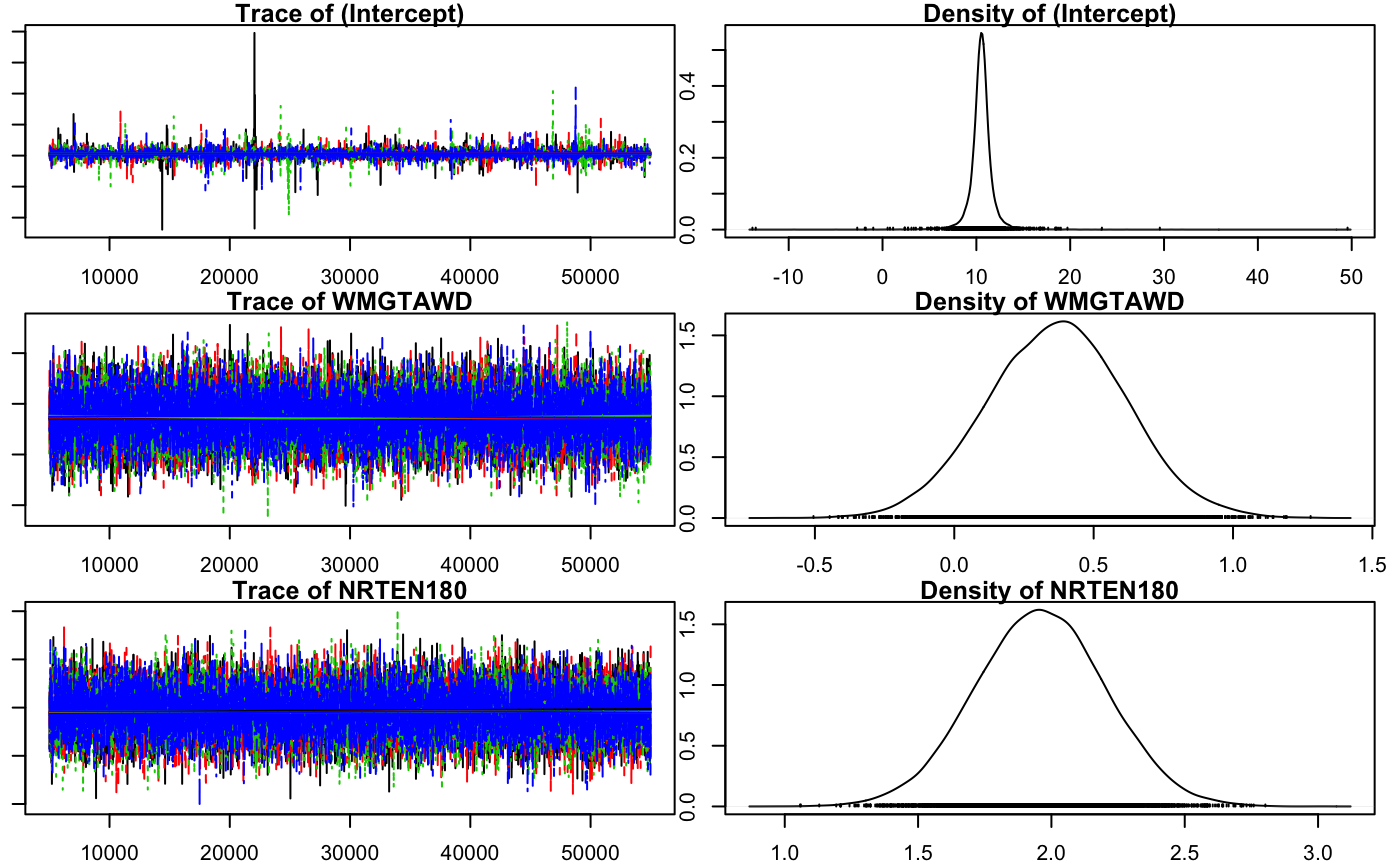 Trace of (Intercept)
10000 20000 30000 40000 50000
Density of (Intercept)
0.4
0.2
0.0
-10 0 10 20 30 40 50
Trace of WMGTAWD
10000 20000 30000 40000 50000
Density of WMGTAWD
1.5
1.0
0.5
0.0
-0.5 0.0 0.5 1.0 1.5
Trace of NRTEN180
10000 20000 30000 40000 50000
Density of NRTEN180
1.5
1.0
0.5
0.0
1.0 1.5 2.0 2.5 3.0